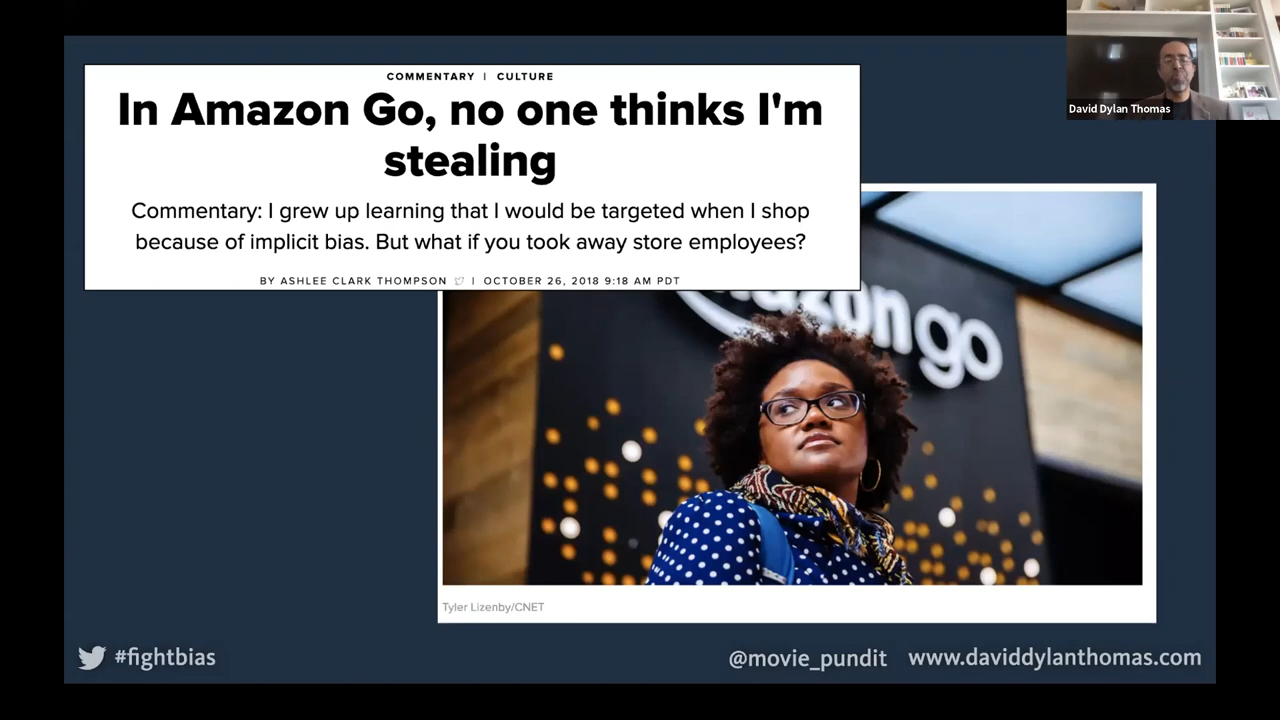 David Dylan Thomas
COMMENTARY | CULTURE
In Amazon Go, no one thinks I'm
stealing
Commentary: I grew up learning that I would be targeted when I shop
because of implicit bias. But what if you took away store employees?
BY ASHLEE CLARK THOMPSON | OCTOBER 26, 2018 9:18 AM PDT
azon go
Tyler Lizenby/CNET
#fightbias
@movie_pundit www.daviddylanthomas.com